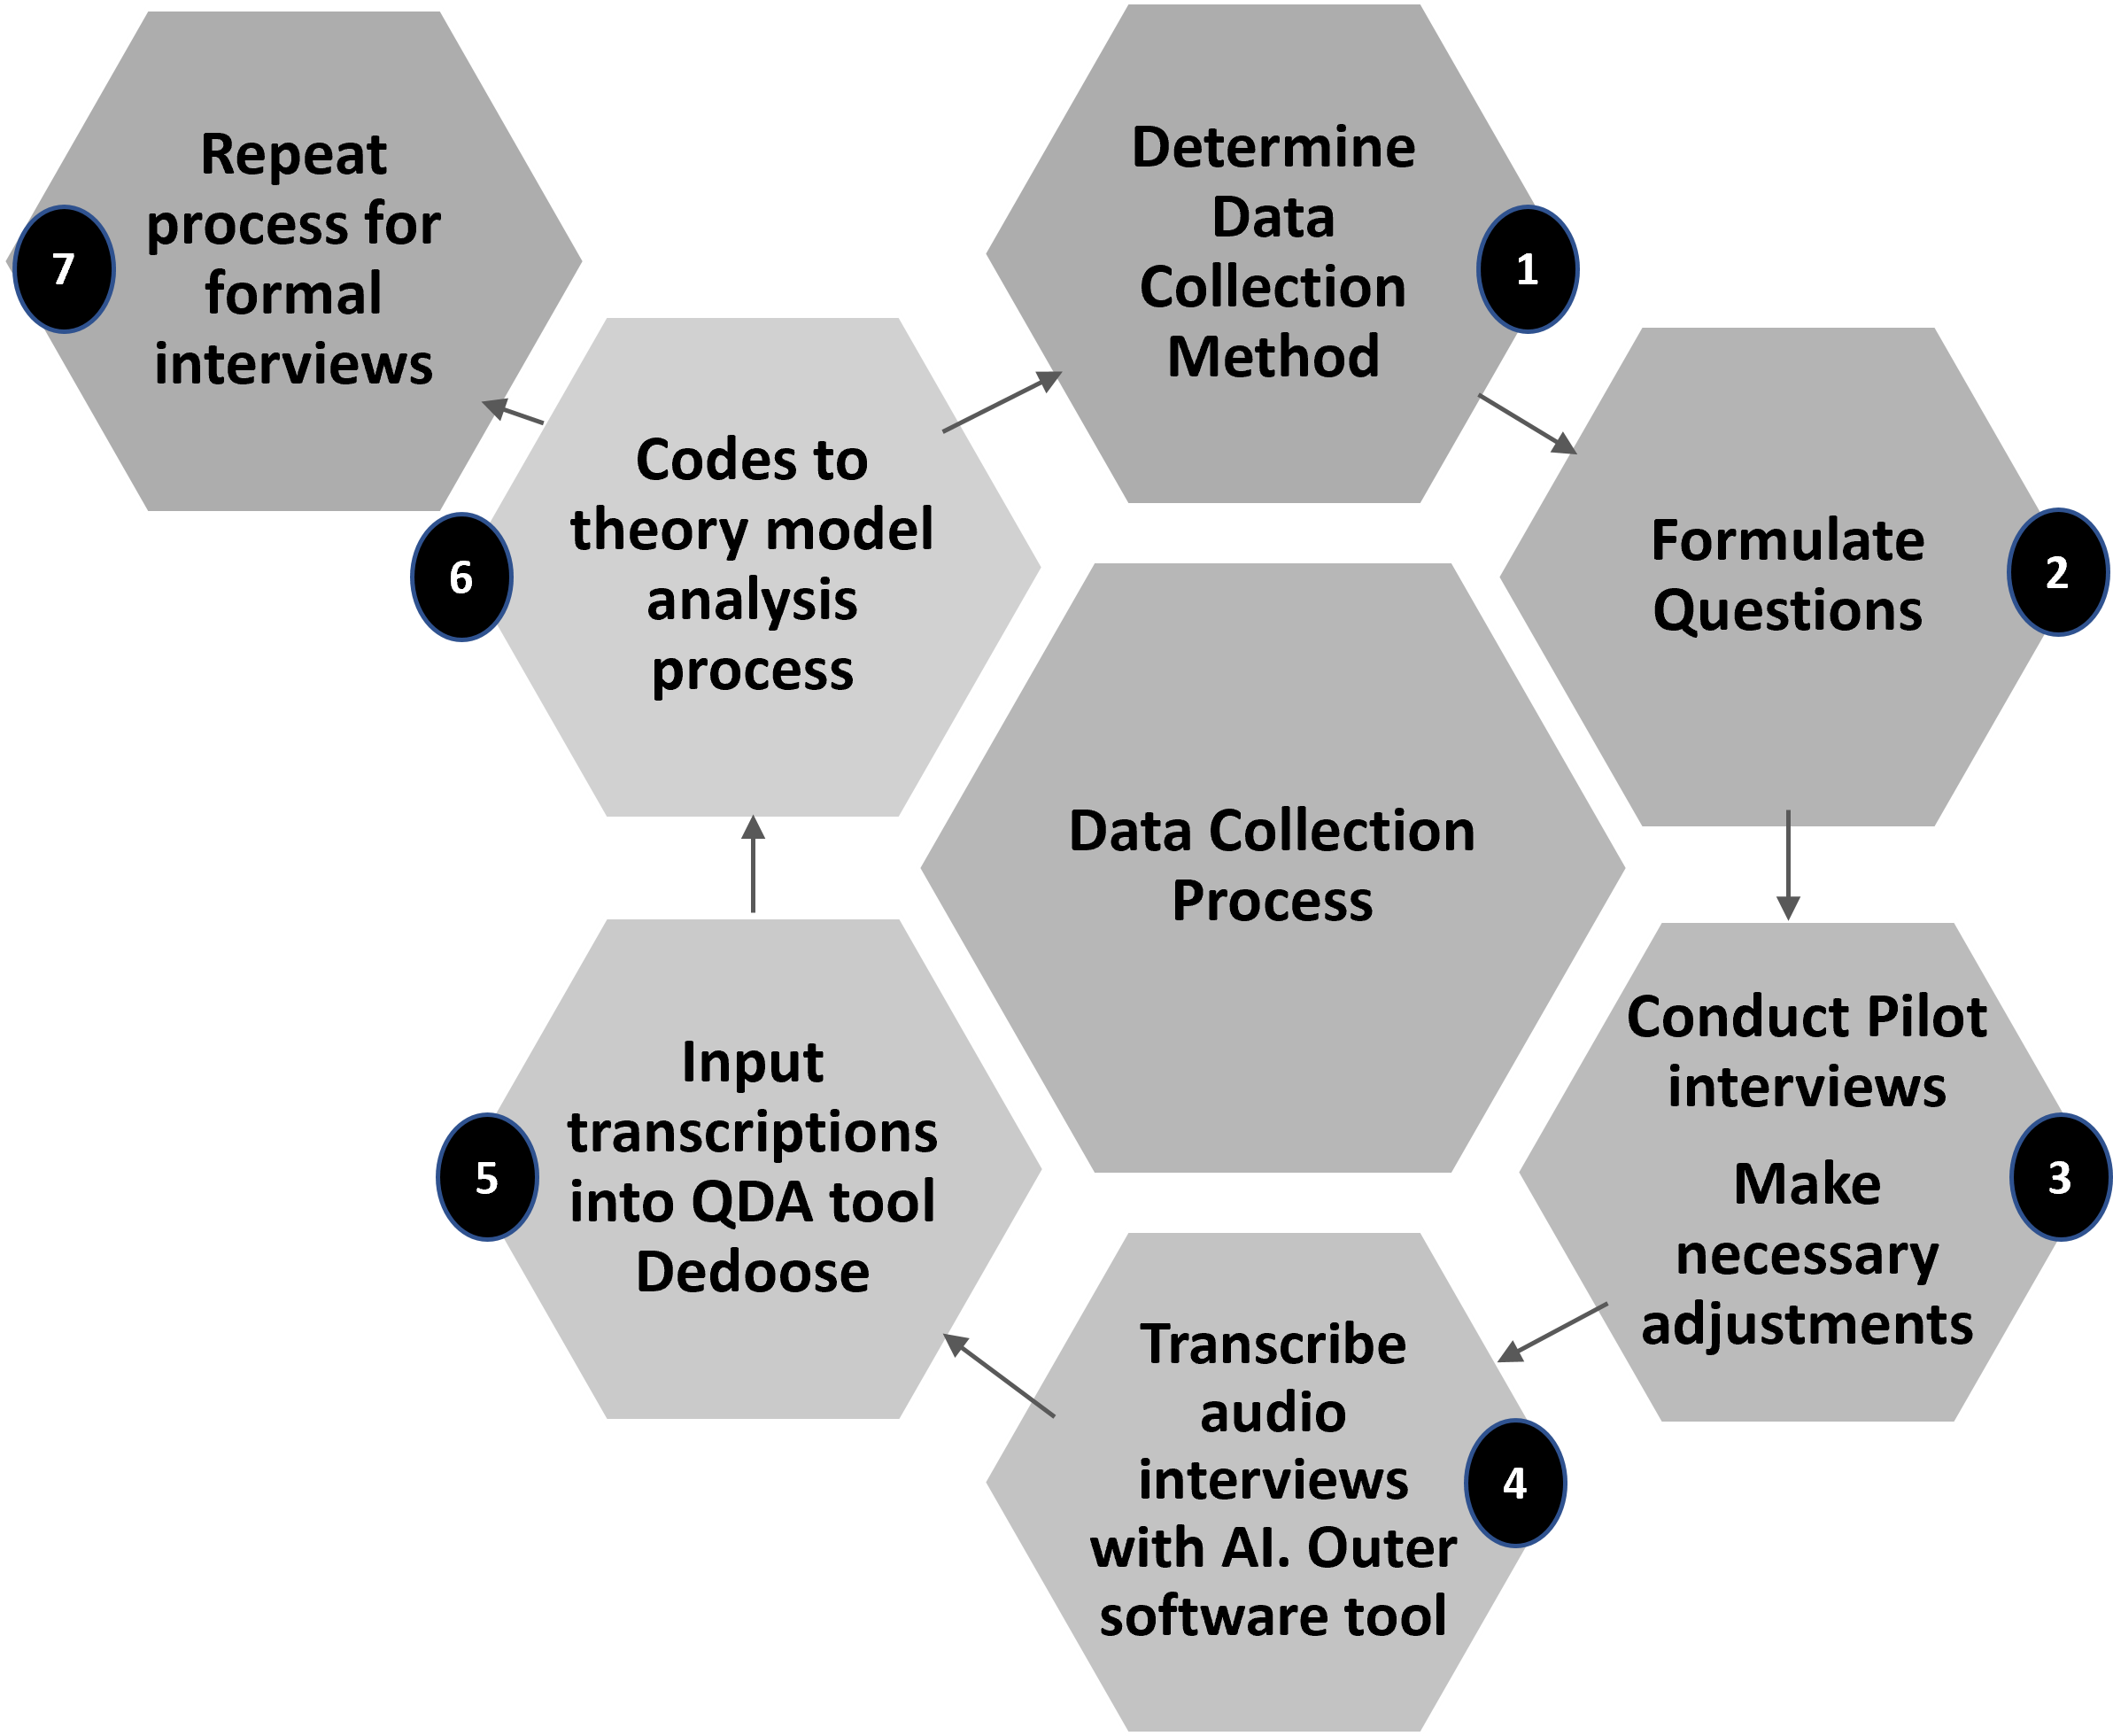 Determine
Data
Collection
Method
1
Formulate
Questions
2
Conduct Pilot
interviews
Make
necessary
adjustments
3
Transcribe
audio
interviews
with AI. Outer
software tool
4
Input
transcriptions
into QDA tool
Dedoose
5
Codes to
theory model
analysis
process
6
Repeat
process for
formal
interviews
7
Data Collection
Process